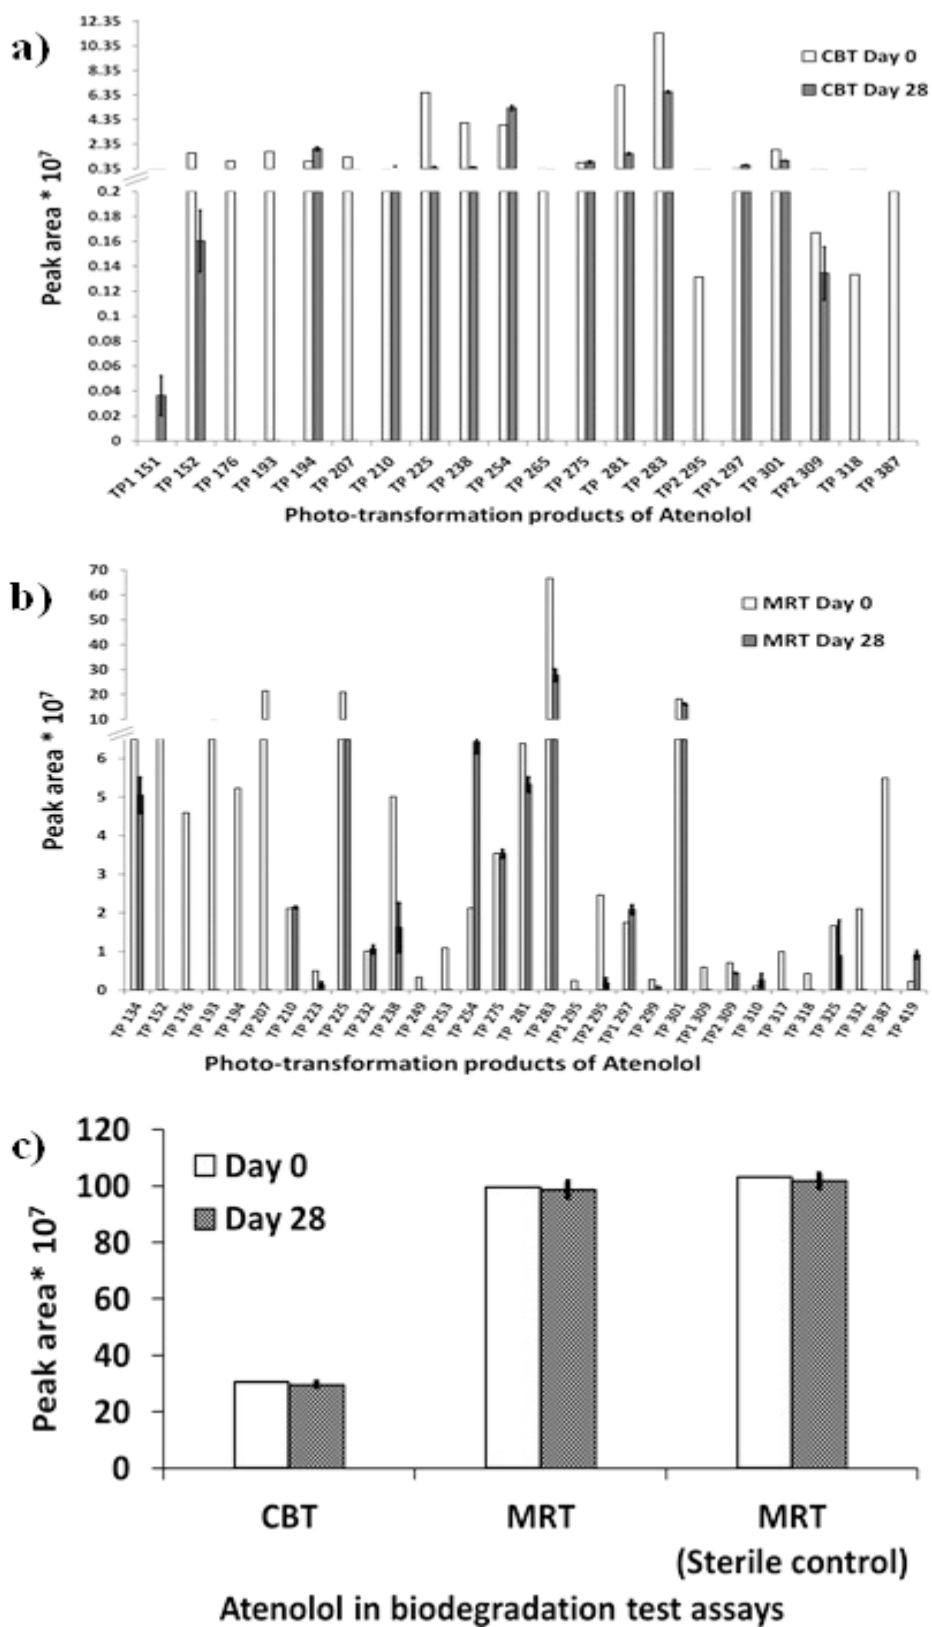 a)
12.35
10.35
8.35
6.35
4.35
2.35
0.35
0.2
0.18
0.16
0.14
0.12
0.1
0.08
0.06
0.04
0.02
0
Peak area * 10⁷
CBT Day 0
CBT Day 28
TP1 151 TP 152 TP 176 TP 193 TP 194 TP 207 TP 210 TP 225 TP 238 TP 254 TP 265 TP 275 TP 281 TP 283 TP2 295 TP1 297 TP 301 TP2 309 TP 318 TP 387
Photo-transformation products of Atenolol
b)
70
60
50
40
30
20
10
6
5
4
3
2
1
0
Peak area * 10⁷
MRT Day 0
MRT Day 28
TP 134 TP 152 TP 176 TP 193 TP 194 TP 207 TP 210 TP 223 TP 225 TP 232 TP 238 TP 249 TP 253 TP 254 TP 275 TP 281 TP 283 TP1 295 TP2 295 TP1 297 TP 299 TP 301 TP1 309 TP2 309 TP 310 TP 317 TP 318 TP 325 TP 332 TP 387 TP 419
Photo-transformation products of Atenolol
c)
120
100
80
60
40
20
0
Peak area* 10⁷
Day 0
Day 28
CBT MRT MRT
(Sterile control)
Atenolol in biodegradation test assays